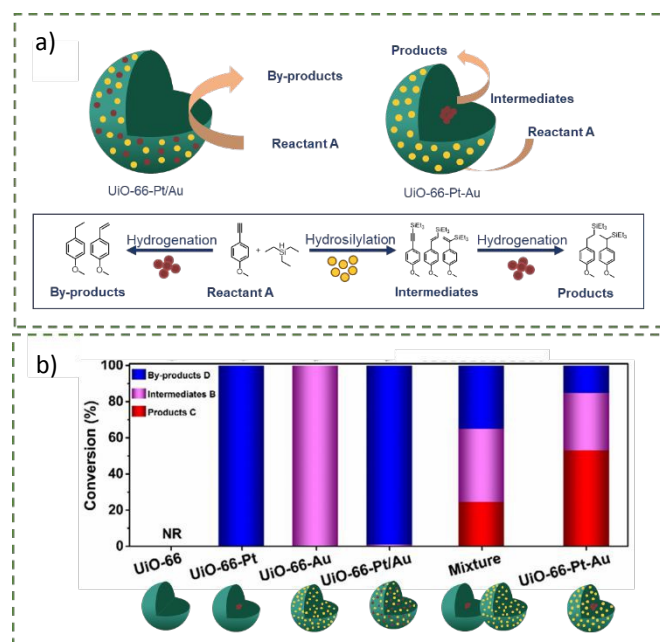 a)
Products
By-products
Intermediates
Reactant A
Reactant A
UiO-66-Pt/Au
UiO-66-Pt-Au
Hydrogenation
Hydrosilylation
Hydrogenation
By-products
Reactant A
Intermediates
Products
b)
Conversion (%)
100
80
60
40
20
0
By-products D
Intermediates B
Products C
NR
UiO-66
UiO-66-Pt
UiO-66-Au
UiO-66-Pt/Au
Mixture
UiO-66-Pt-Au